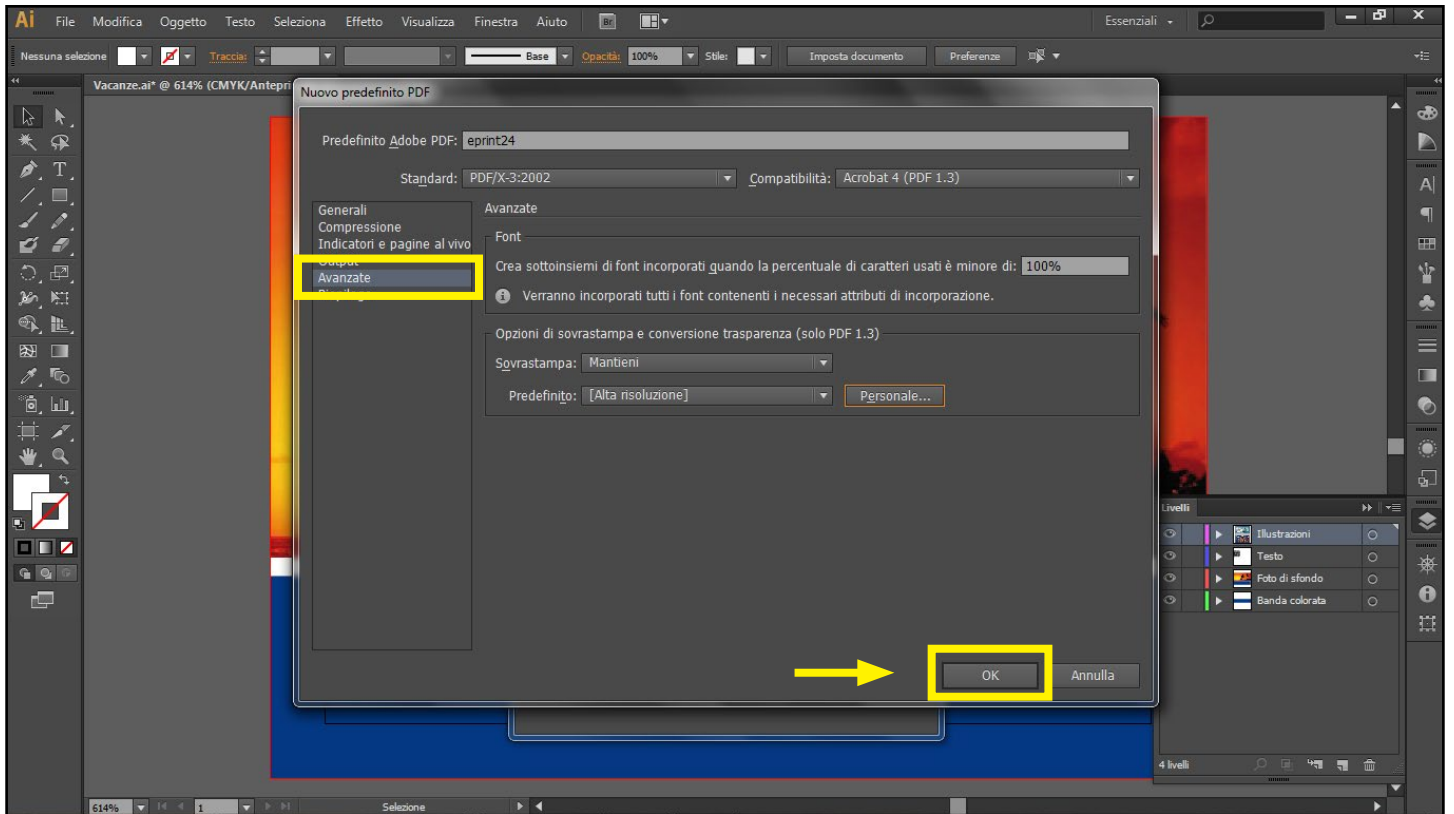 Ai File Modifica Oggetto Testo Seleziona Effetto Visualizza Finestra Aiuto Br Essenziali
Nessuna selezione Traccia: Base Opacità: 100% Stile: Imposta documento Preferenze
Vacanze.ai* @ 614% (CMYK/Antepri
Nuovo predefinito PDF
Predefinito Adobe PDF: eprint24
Standard: PDF/X-3:2002 Compatibilità: Acrobat 4 (PDF 1.3)
Generali
Compressione
Indicatori e pagine al vivo
Output
Avanzate
Riepilogo
Avanzate
Font
Crea sottoinsiemi di font incorporati quando la percentuale di caratteri usati è minore di: 100%
Verranno incorporati tutti i font contenenti i necessari attributi di incorporazione.
Opzioni di sovrastampa e conversione trasparenza (solo PDF 1.3)
Sovrastampa: Mantieni
Predefinito: [Alta risoluzione] Personale...
OK Annulla
Livelli
Illustrazioni
Testo
Foto di sfondo
Banda colorata
4 livelli
614% 1 Selezione